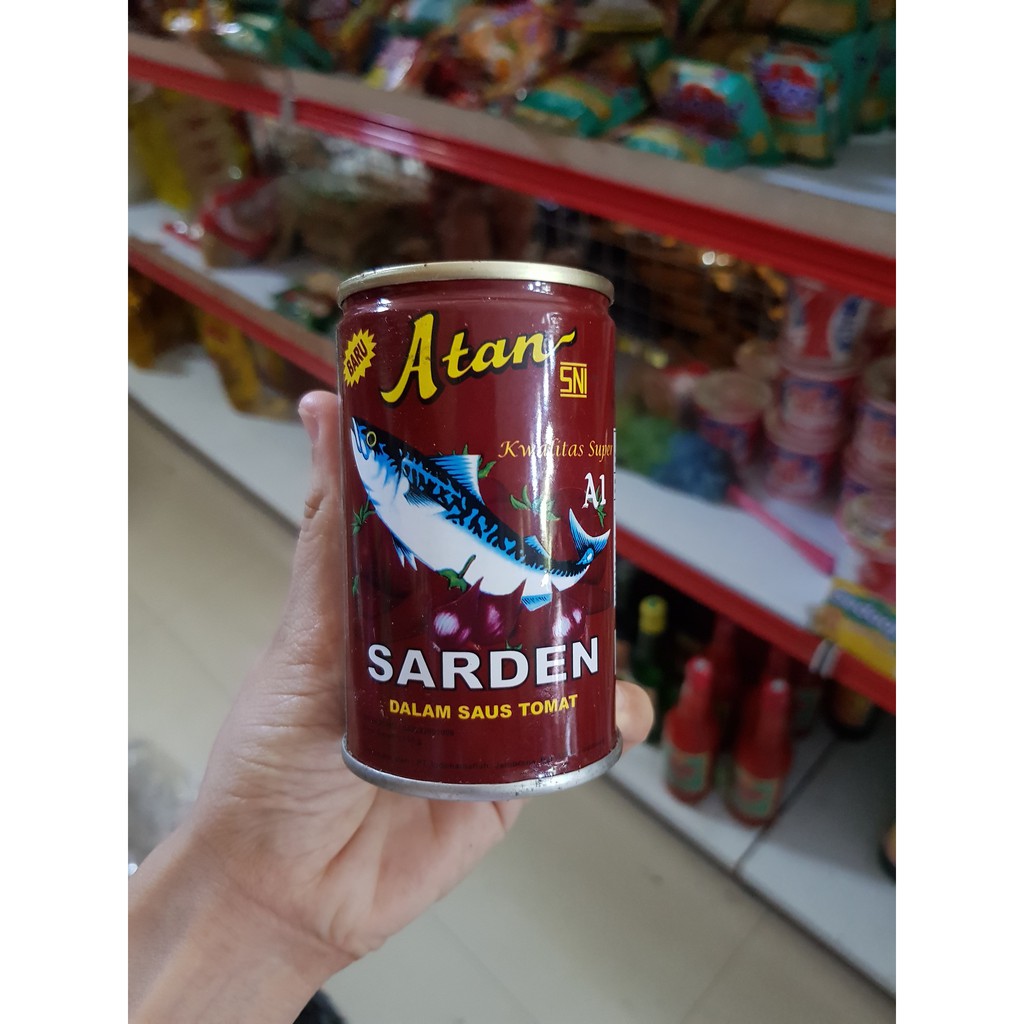 BARU
Atan
SNI
Kwalitas Super
A1
SARDEN
DALAM SAUS TOMAT